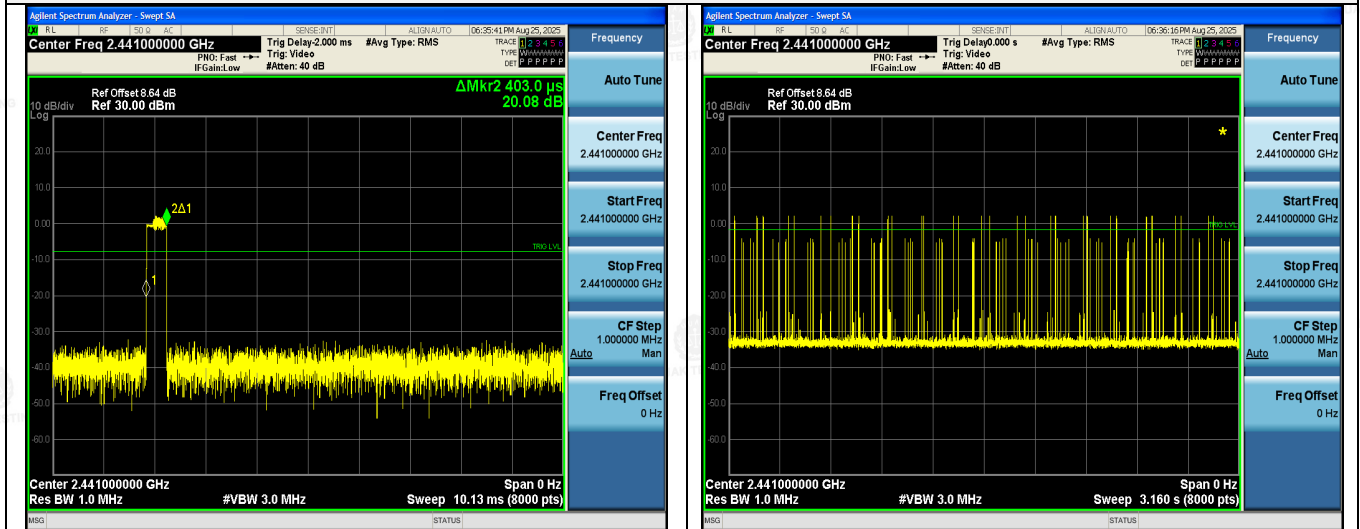 Agilent Spectrum Analyzer - Swept SA
LXI RL RF 50 Ω AC SENSE:INT ALIGN AUTO 06:35:41 PM Aug 25, 2025
Center Freq 2.441000000 GHz Trig Delay-2.000 ms #Avg Type: RMS TRACE 1 2 3 4 5 6
PNO: Fast Trig: Video TYPE WWWWWW
IFGain:Low #Atten: 40 dB DET P P P P P P
ΔMkr2 403.0 µs
20.08 dB
Ref Offset 8.64 dB
10 dB/div Ref 30.00 dBm
Log
20.0
10.0
0.00
-10.0
-20.0
-30.0
-40.0
-50.0
-60.0
2Δ1
1
TRIG LVL
Center 2.441000000 GHz Span 0 Hz
Res BW 1.0 MHz #VBW 3.0 MHz Sweep 10.13 ms (8000 pts)
MSG STATUS
Frequency
Auto Tune
Center Freq
2.441000000 GHz
Start Freq
2.441000000 GHz
Stop Freq
2.441000000 GHz
CF Step
1.000000 MHz
Auto Man
Freq Offset
0 Hz
Agilent Spectrum Analyzer - Swept SA
LXI RL RF 50 Ω AC SENSE:INT ALIGN AUTO 06:36:16 PM Aug 25, 2025
Center Freq 2.441000000 GHz Trig Delay0.000 s #Avg Type: RMS TRACE 1 2 3 4 5 6
PNO: Fast Trig: Video TYPE WWWWWW
IFGain:Low #Atten: 40 dB DET P P P P P P
Ref Offset 8.64 dB
10 dB/div Ref 30.00 dBm
Log
*
20.0
10.0
0.00
-10.0
-20.0
-30.0
-40.0
-50.0
-60.0
TRIG LVL
Center 2.441000000 GHz Span 0 Hz
Res BW 1.0 MHz #VBW 3.0 MHz Sweep 3.160 s (8000 pts)
MSG STATUS
Frequency
Auto Tune
Center Freq
2.441000000 GHz
Start Freq
2.441000000 GHz
Stop Freq
2.441000000 GHz
CF Step
1.000000 MHz
Auto Man
Freq Offset
0 Hz